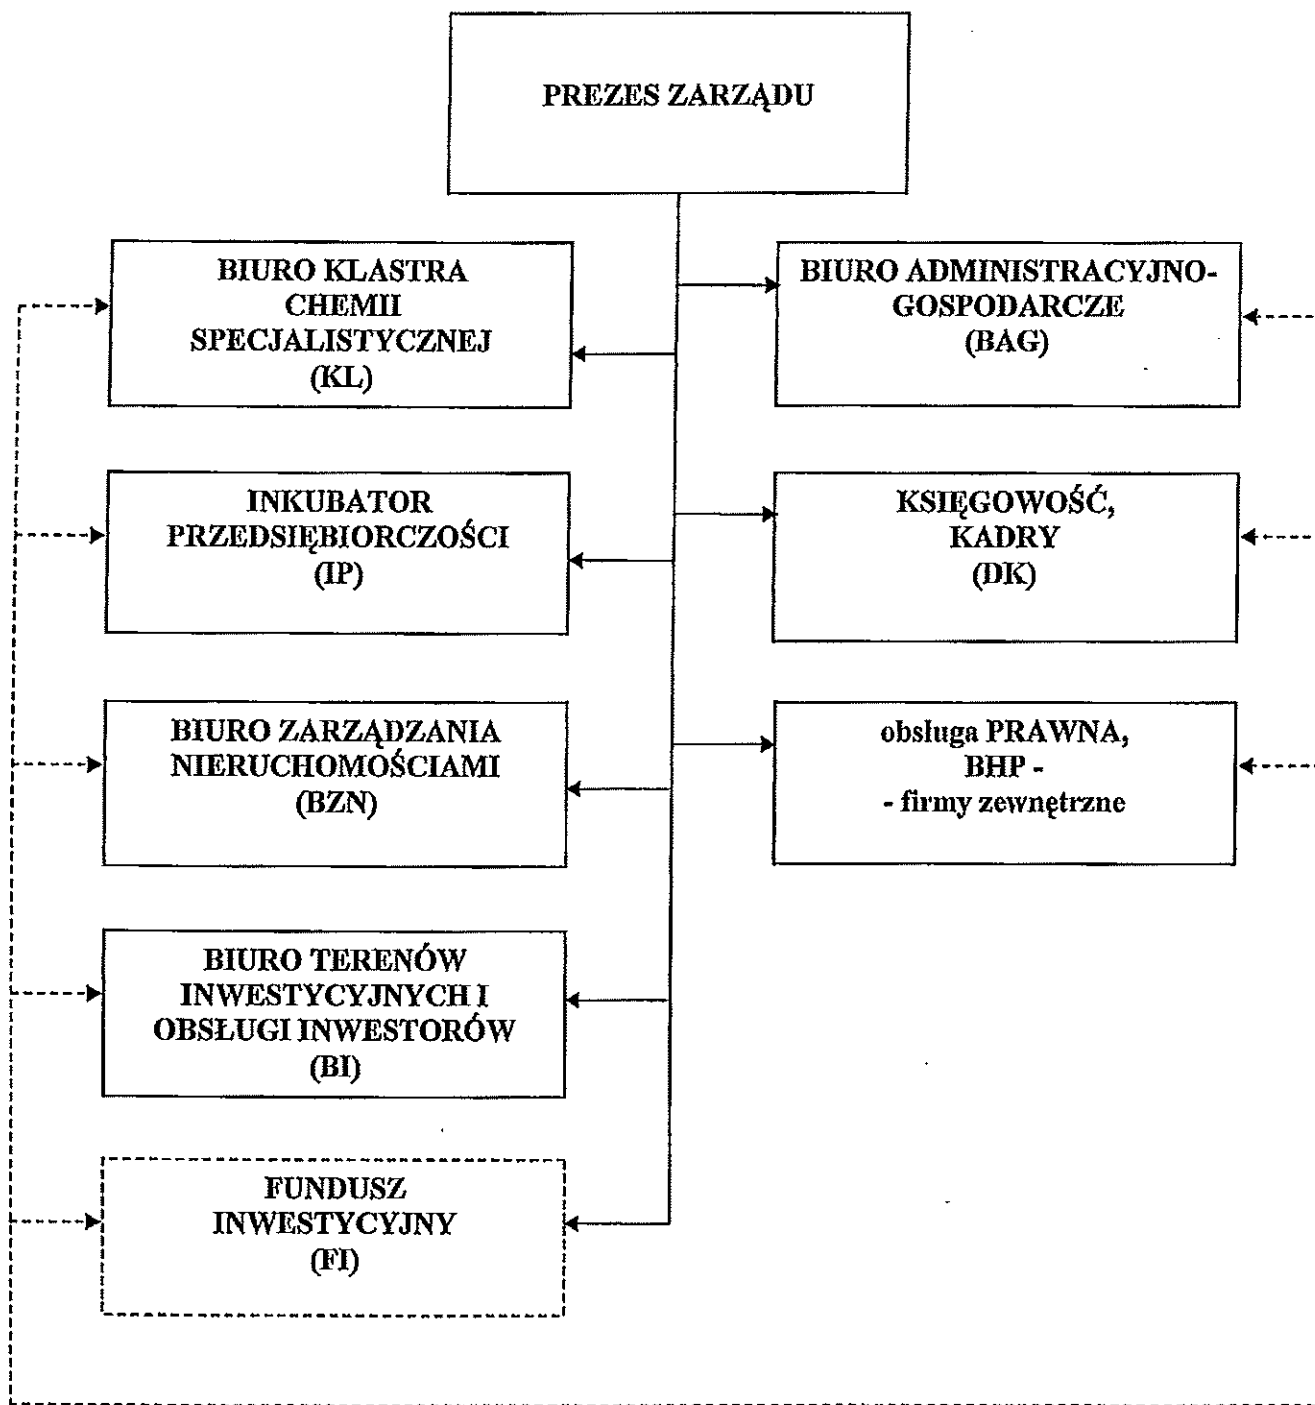 PREZES ZARZĄDU
BIURO KLASTRA
CHEMII
SPECJALISTYCZNEJ
(KL)
BIURO ADMINISTRACYJNO-
GOSPODARCZE
(BAG)
INKUBATOR
PRZEDSIĘBIORCZOŚCI
(IP)
KSIĘGOWOŚĆ,
KADRY
(DK)
BIURO ZARZĄDZANIA
NIERUCHOMOŚCIAMI
(BZN)
obsługa PRAWNA,
BHP -
- firmy zewnętrzne
BIURO TERENÓW
INWESTYCYJNYCH I
OBSŁUGI INWESTORÓW
(BI)
FUNDUSZ
INWESTYCYJNY
(FI)